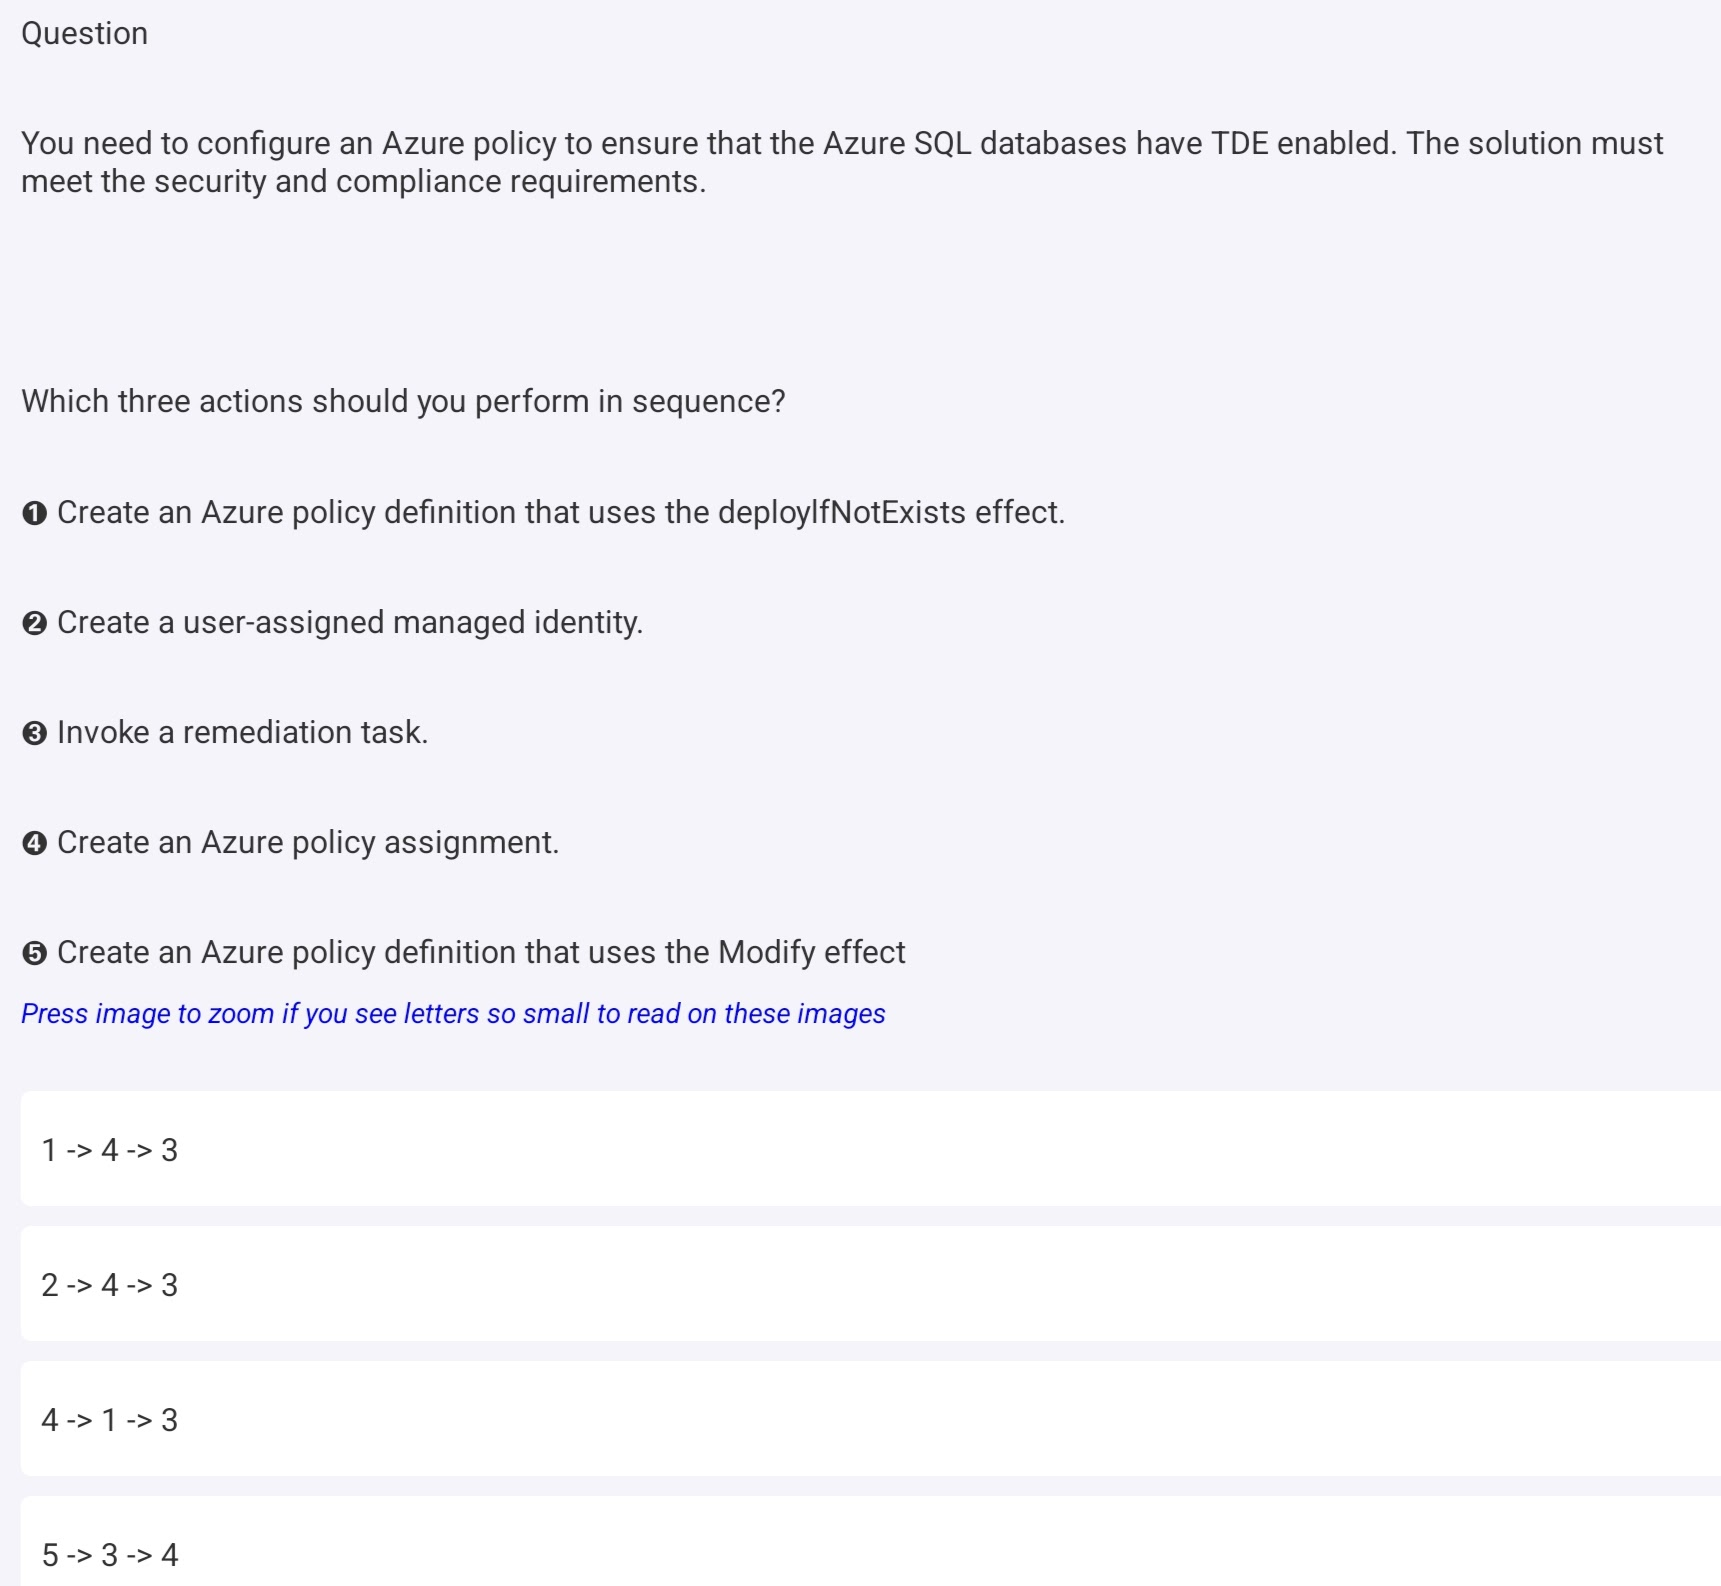 Question
You need to configure an Azure policy to ensure that the Azure SQL databases have TDE enabled. The solution must
meet the security and compliance requirements.
Which three actions should you perform in sequence?
❶ Create an Azure policy definition that uses the deployIfNotExists effect.
❷ Create a user-assigned managed identity.
❸ Invoke a remediation task.
❹ Create an Azure policy assignment.
❺ Create an Azure policy definition that uses the Modify effect
Press image to zoom if you see letters so small to read on these images
1 -> 4 -> 3
2 -> 4 -> 3
4 -> 1 -> 3
5 -> 3 -> 4